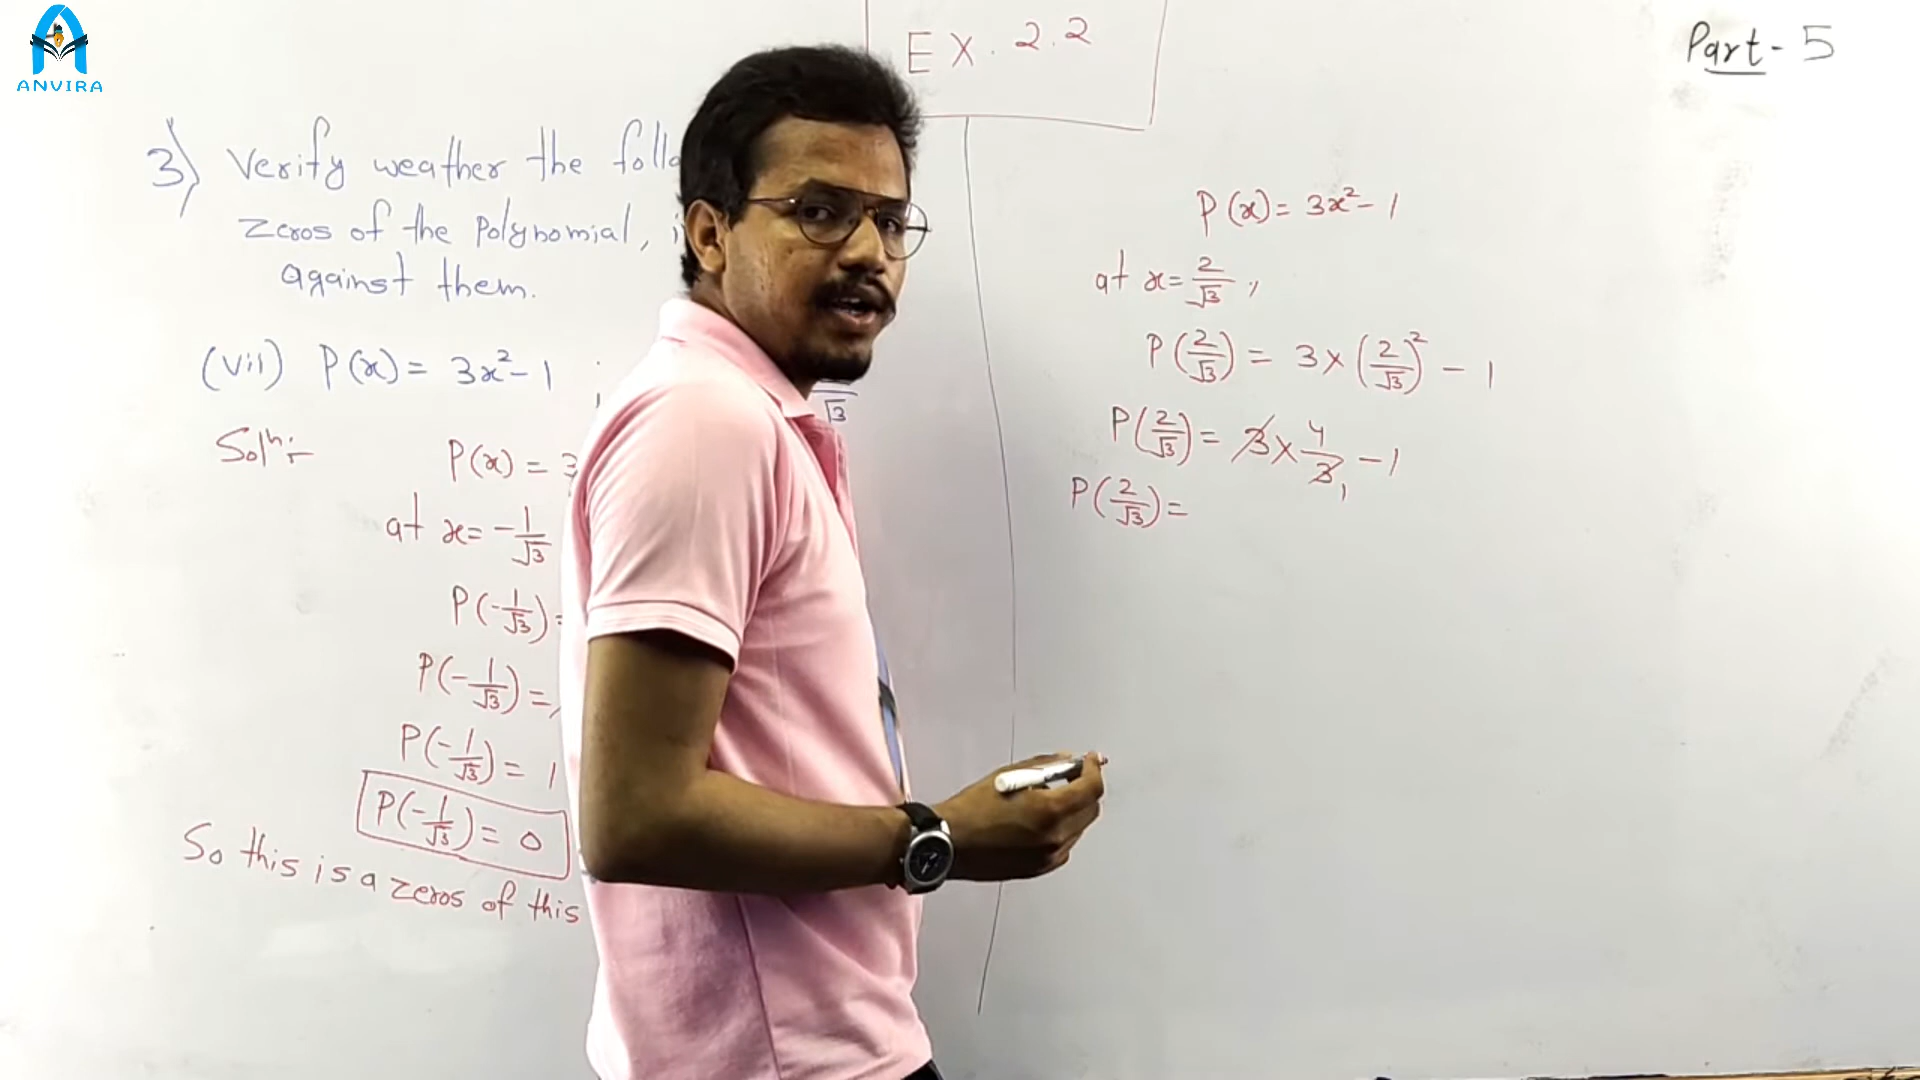 ANVIRA
EX. 2.2
Part - 5
3) Verify weather the
zeros of the Polynomial,
against them.
(vii) P(x) = 3x² - 1 ;
√3
Solⁿ:-
P(x) = 3
at x = -1/√3
P(-1/√3) =
P(-1/√3) =
P(-1/√3) = 1
P(-1/√3) = 0
So this is a zeros of this
P(x) = 3x² - 1
at x = 2/√3 ,
P(2/√3) = 3 × (2/√3)² - 1
P(2/√3) = 3 × 4/3 1 - 1
P(2/√3) =